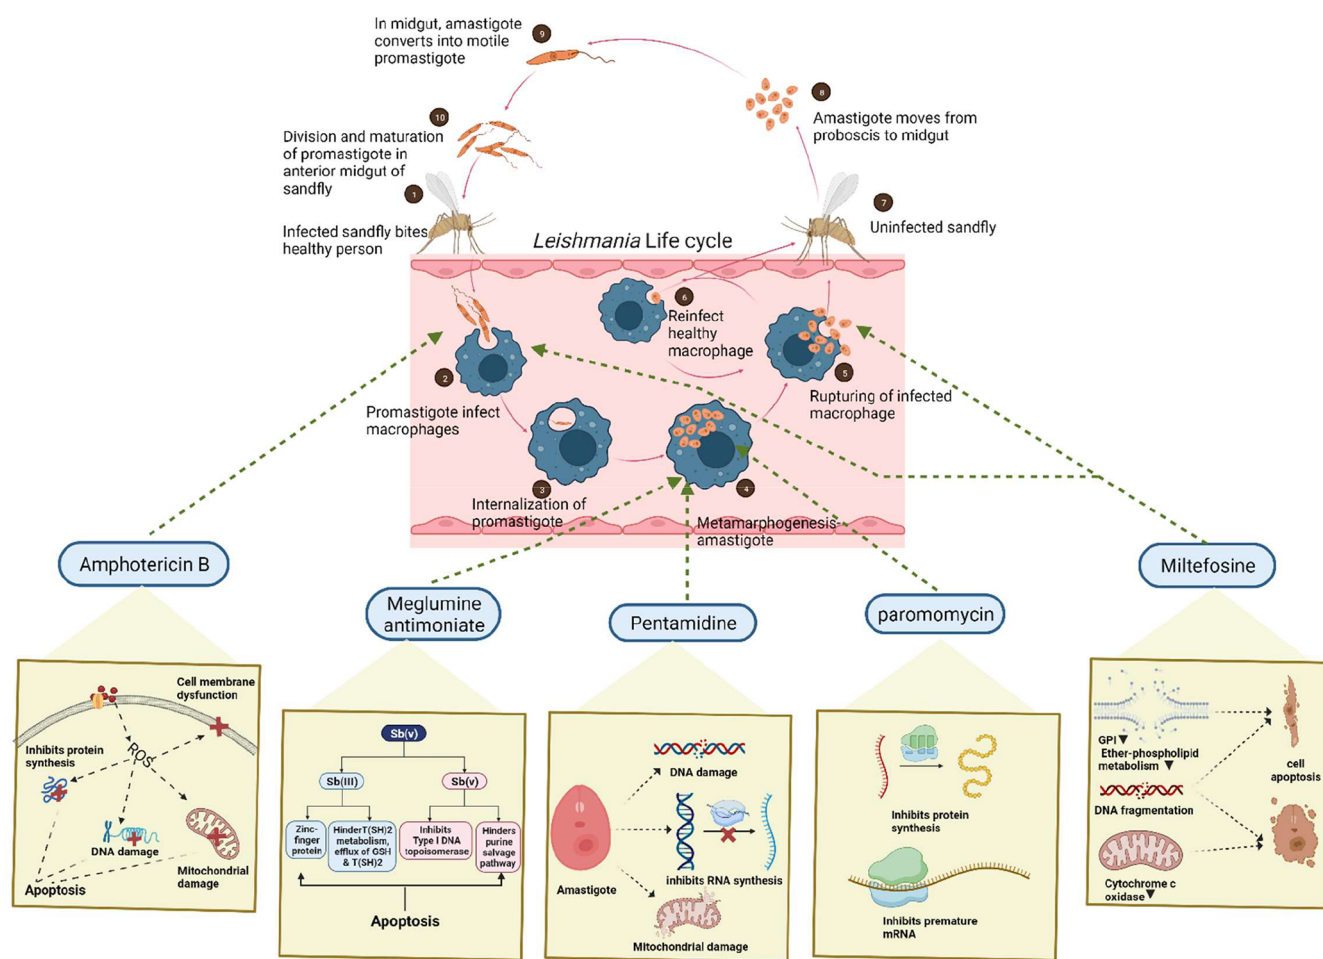 In midgut, amastigote
converts into motile
promastigote
9
8
Amastigote moves from
proboscis to midgut
10
Division and maturation
of promastigote in
anterior midgut of
sandfly
1
Infected sandfly bites
healthy person
7
Uninfected sandfly
Leishmania Life cycle
6
Reinfect
healthy
macrophage
2
Promastigote infect
macrophages
5
Rupturing of infected
macrophage
3
Internalization of
promastigote
4
Metamarphogenesis-
amastigote
Amphotericin B
Meglumine
antimoniate
Pentamidine
paromomycin
Miltefosine
Cell membrane
dysfunction
Inhibits protein
synthesis
ROS
DNA damage
Mitochondrial
damage
Apoptosis
Sb(v)
Sb(III)
Sb(v)
Zinc-
finger
protein
HinderT(SH)2
metabolism,
efflux of GSH
& T(SH)2
Inhibits
Type I DNA
topoisomerase
Hinders
purine
salvage
pathway
Apoptosis
DNA damage
Amastigote
inhibits RNA synthesis
Mitochondrial damage
Inhibits protein
synthesis
Inhibits premature
mRNA
GPI▼
Ether-phospholipid
metabolism ▼
DNA fragmentation
Cytochrome c
oxidase▼
cell
apoptosis